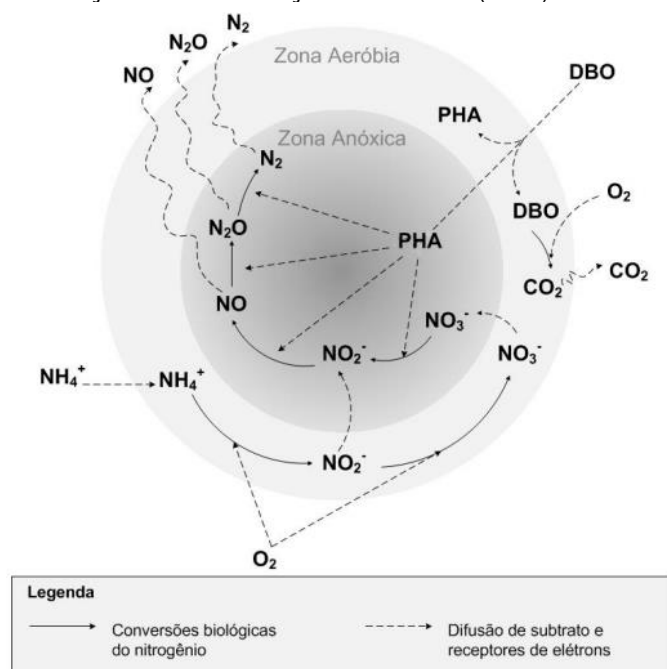 N₂
N₂O
NO
Zona Aeróbia
DBO
PHA
Zona Anóxica
N₂
DBO
O₂
N₂O
PHA
CO₂
CO₂
NO
NO₃⁻
NO₂⁻
NO₃⁻
NH₄⁺
NH₄⁺
NO₂⁻
O₂
Legenda
Conversões biológicas
do nitrogênio
Difusão de subtrato e
receptores de elétrons